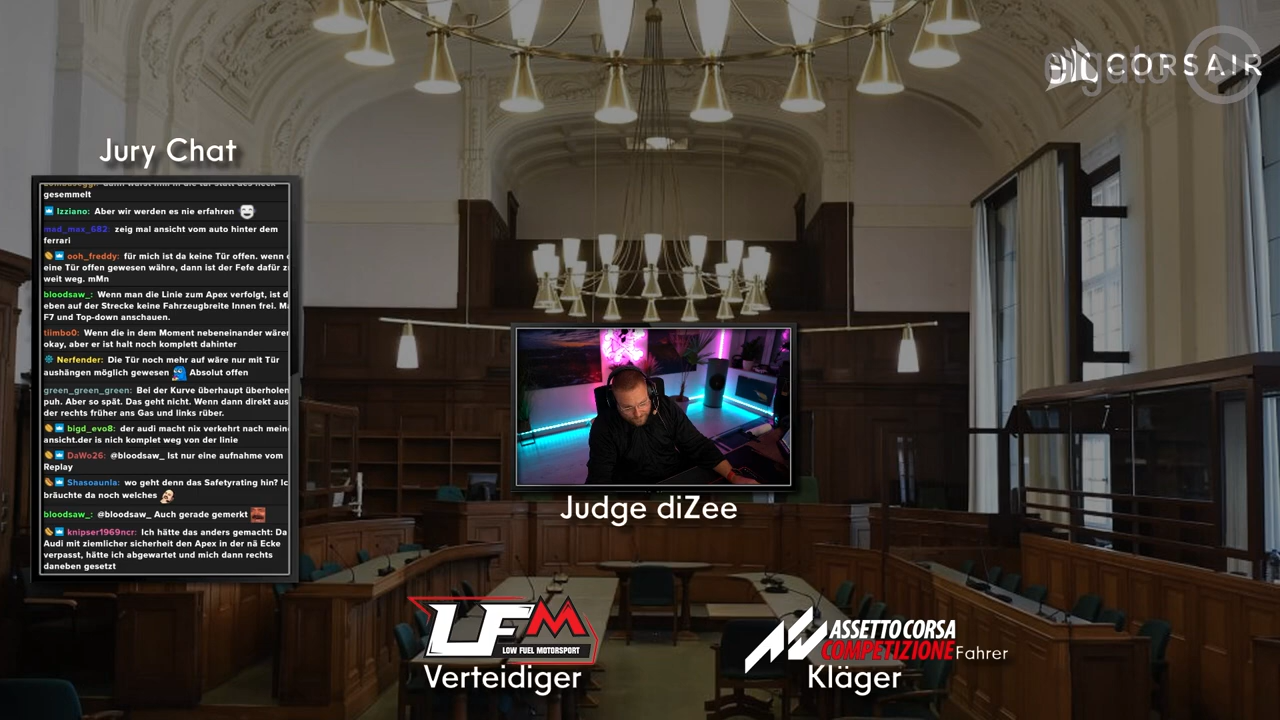 CORSAIR
elgato
Jury Chat
gesemmelt
Izziano: Aber wir werden es nie erfahren
mad_max_682: zeig mal ansicht vom auto hinter dem
ferrari
ooh_freddy: für mich ist da keine Tür offen. wenn
eine Tür offen gewesen währe, dann ist der Fefe dafür
weit weg. mMn
bloodsaw_: Wenn man die Linie zum Apex verfolgt, ist
eben auf der Strecke keine Fahrzeugbreite Innen frei.
F7 und Top-down anschauen.
tiimbo0: Wenn die in dem Moment nebeneinander wären
okay, aber er ist halt noch komplett dahinter
Nerfender: Die Tür noch mehr auf wäre nur mit Tür
aushängen möglich gewesen Absolut offen
green_green_green: Bei der Kurve überhaupt überholen
puh. Aber so spät. Das geht nicht. Wenn dann direkt aus
der rechts früher ans Gas und links rüber.
bigd_evo8: der audi macht nix verkehrt nach meine
ansicht.der is nich komplet weg von der linie
DaWo26: @bloodsaw_ Ist nur eine aufnahme vom
Replay
Shasoaunla: wo geht denn das Safetyrating hin? Ic
bräuchte da noch welches
bloodsaw_: @bloodsaw_ Auch gerade gemerkt
knipser1969ncr: Ich hätte das anders gemacht: Da
Audi mit ziemlicher sicherheit den Apex in der nä Ecke
verpasst, hätte ich abgewartet und mich dann rechts
daneben gesetzt
Judge diZee
LFM
LOW FUEL MOTORSPORT
Verteidiger
ASSETTO CORSA
COMPETIZIONE Fahrer
Kläger